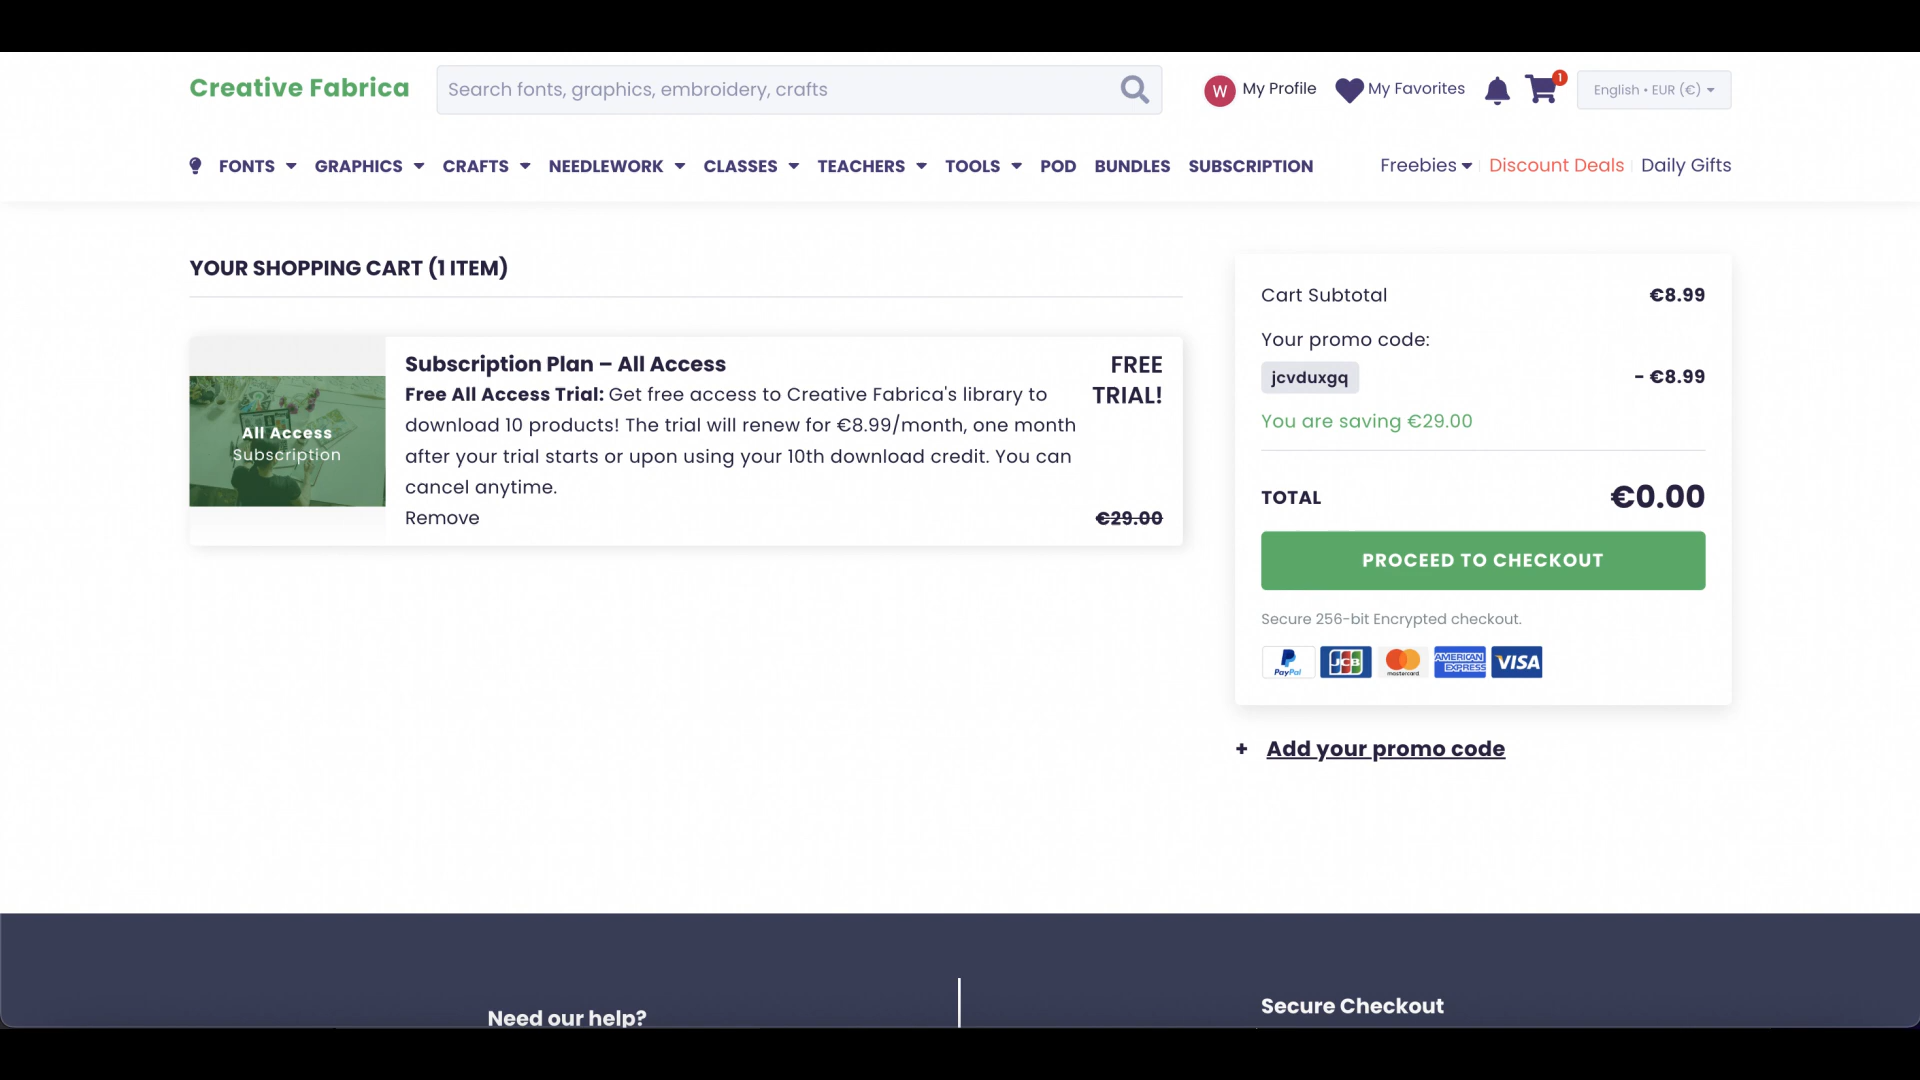 Creative Fabrica
Search fonts, graphics, embroidery, crafts
W My Profile
My Favorites
1
English • EUR (€)
FONTS GRAPHICS CRAFTS NEEDLEWORK CLASSES TEACHERS TOOLS POD BUNDLES SUBSCRIPTION
Freebies Discount Deals Daily Gifts
YOUR SHOPPING CART (1 ITEM)
All Access
Subscription
Subscription Plan – All Access
Free All Access Trial: Get free access to Creative Fabrica's library to
download 10 products! The trial will renew for €8.99/month, one month
after your trial starts or upon using your 10th download credit. You can
cancel anytime.
Remove
FREE
TRIAL!
€29.00
Cart Subtotal €8.99
Your promo code:
jcvduxgq - €8.99
You are saving €29.00
TOTAL €0.00
PROCEED TO CHECKOUT
Secure 256-bit Encrypted checkout.
PayPal JCB mastercard AMERICAN EXPRESS VISA
+ Add your promo code
Need our help?
Secure Checkout